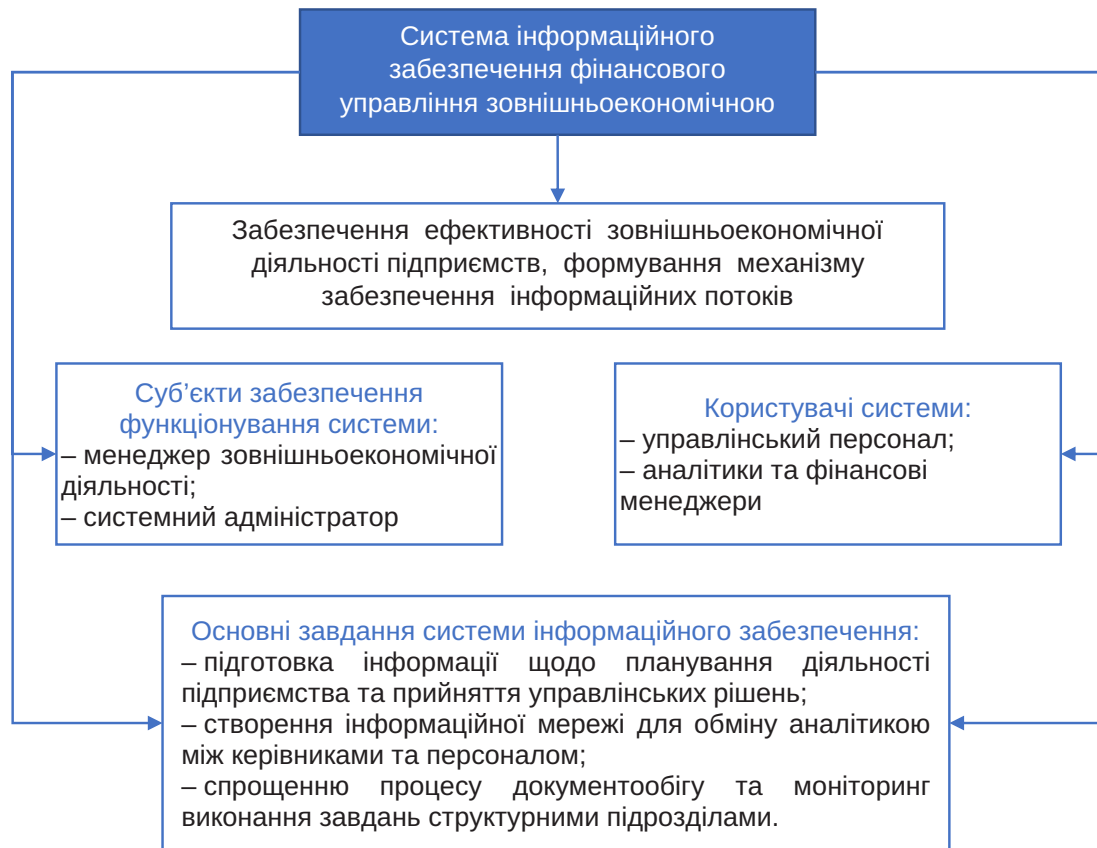 Система інформаційного
забезпечення фінансового
управління зовнішньоекономічною
Забезпечення ефективності зовнішньоекономічної
діяльності підприємств, формування механізму
забезпечення інформаційних потоків
Суб’єкти забезпечення
функціонування системи:
– менеджер зовнішньоекономічної
діяльності;
– системний адміністратор
Користувачі системи:
– управлінський персонал;
– аналітики та фінансові
менеджери
Основні завдання системи інформаційного забезпечення:
– підготовка інформації щодо планування діяльності
підприємства та прийняття управлінських рішень;
– створення інформаційної мережі для обміну аналітикою
між керівниками та персоналом;
– спрощенню процесу документообігу та моніторинг
виконання завдань структурними підрозділами.